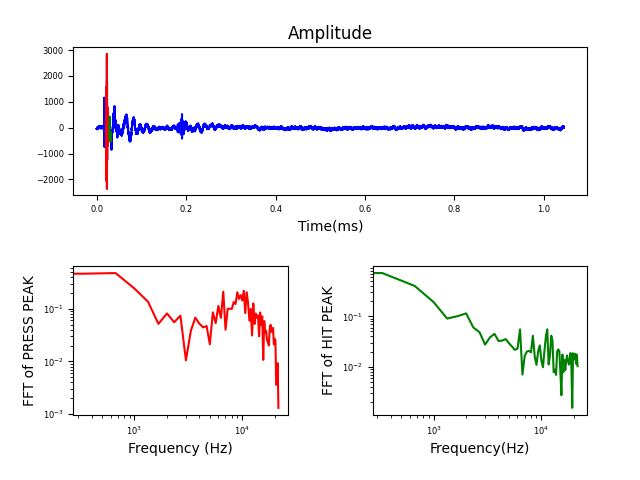 Amplitude
3000
2000
1000
0
−1000
−2000
0.0 0.2 0.4 0.6 0.8 1.0
Time(ms)
FFT of PRESS PEAK
10⁻¹
10⁻²
10⁻³
10³ 10⁴
Frequency (Hz)
FFT of HIT PEAK
10⁻¹
10⁻²
10³ 10⁴
Frequency(Hz)